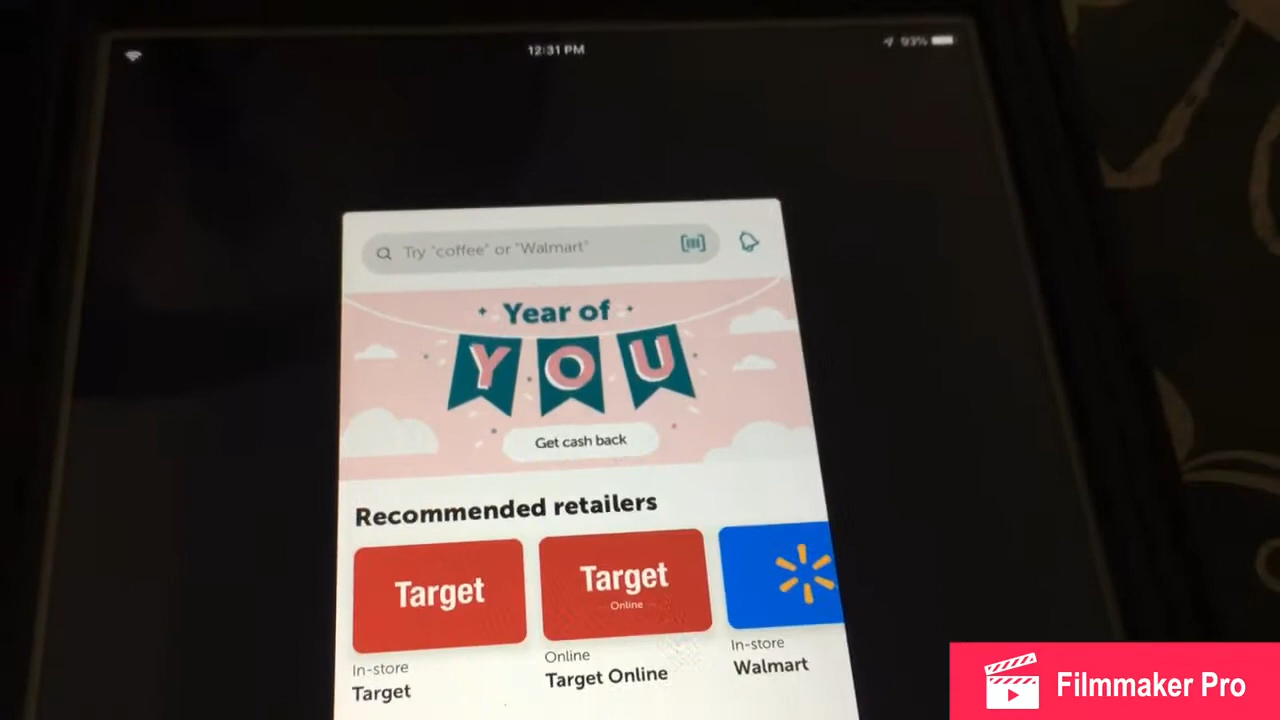 12:31 PM
93%
Try "coffee" or "Walmart"
Year of
YOU
Get cash back
Recommended retailers
Target
Target
Online
In-store
Target
Online
Target Online
In-store
Walmart
Filmmaker Pro